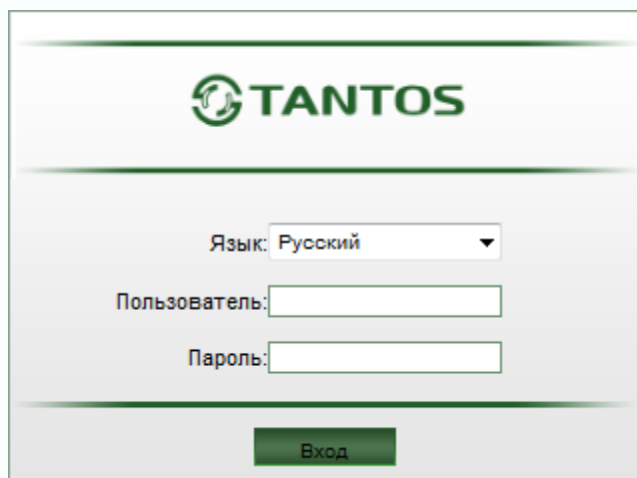 TANTOS
Язык: Русский
Пользователь:
Пароль:
Вход